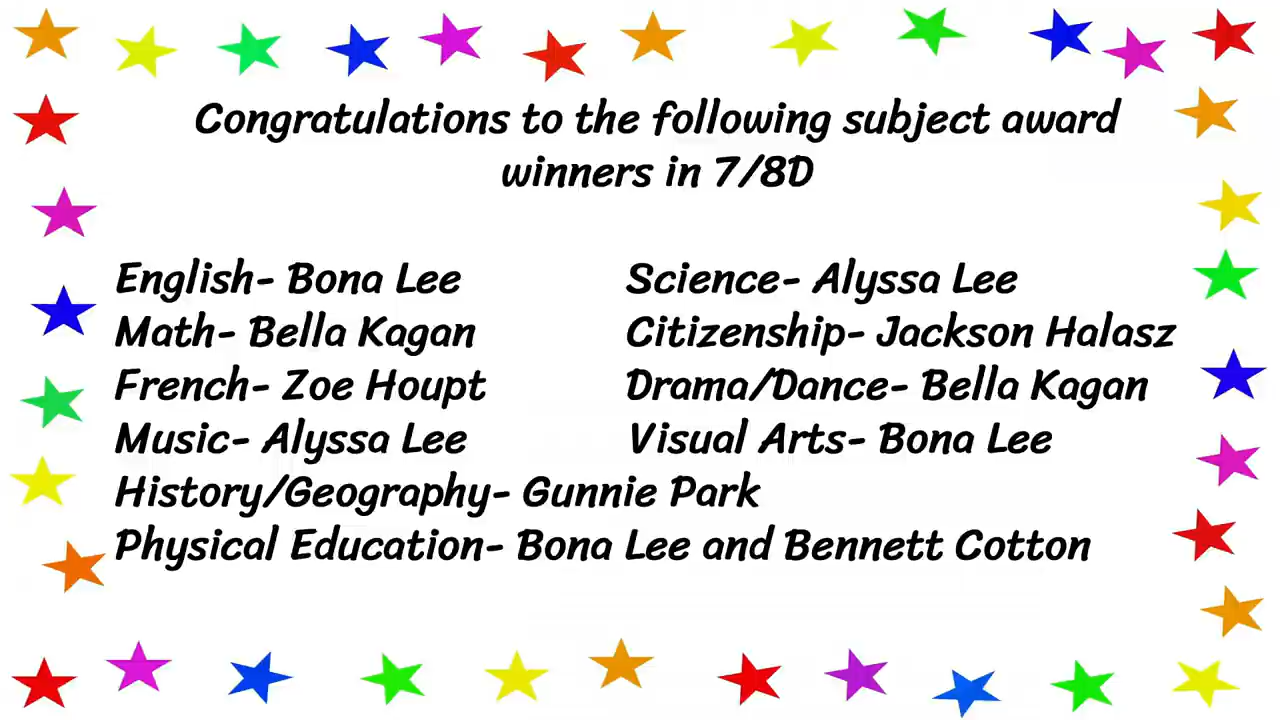 Congratulations to the following subject award
winners in 7/8D
English- Bona Lee
Math- Bella Kagan
French- Zoe Houpt
Music- Alyssa Lee
Science- Alyssa Lee
Citizenship- Jackson Halasz
Drama/Dance- Bella Kagan
Visual Arts- Bona Lee
History/Geography- Gunnie Park
Physical Education- Bona Lee and Bennett Cotton